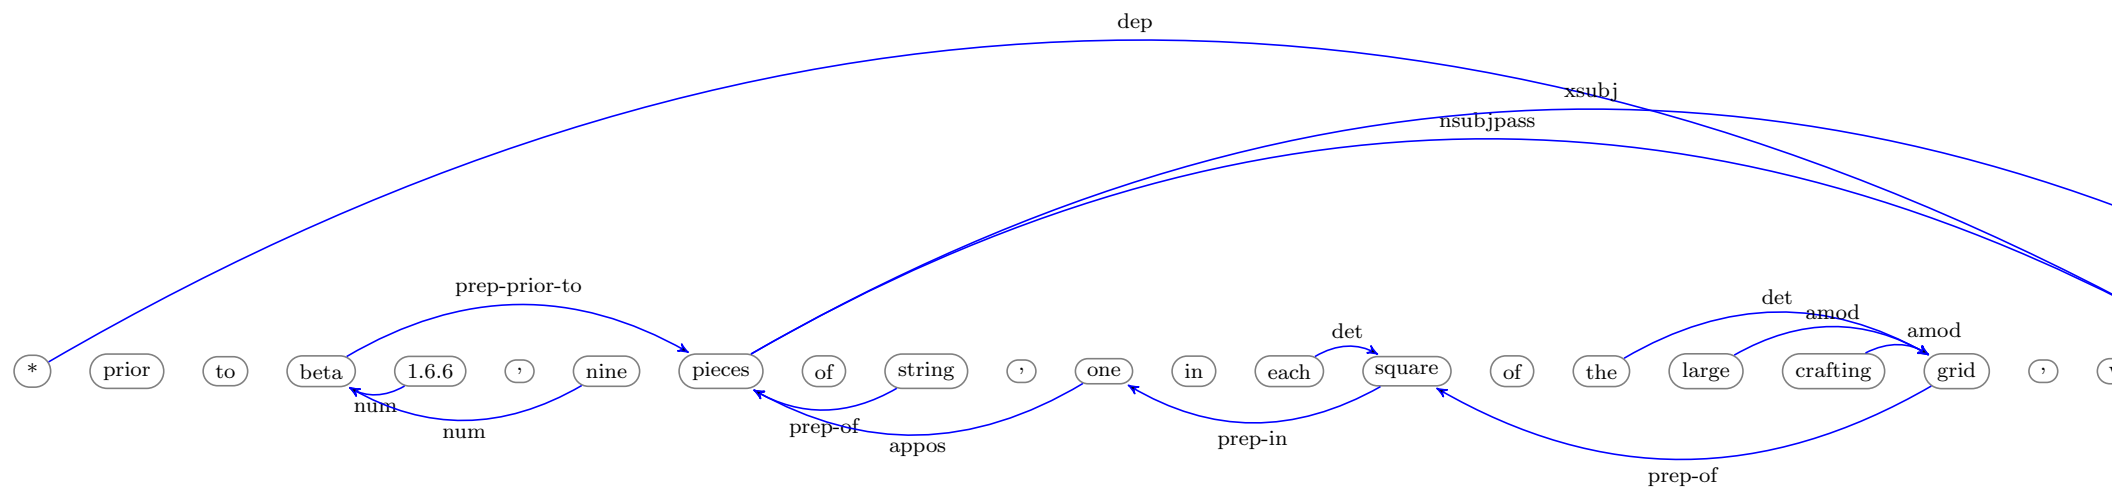 dep
xsubj
nsubjpass
prep-prior-to
det
amod
det
amod
* prior to beta 1.6.6 , nine pieces of string , one in each square of the large crafting grid ,
num
num
prep-of
appos
prep-in
prep-of